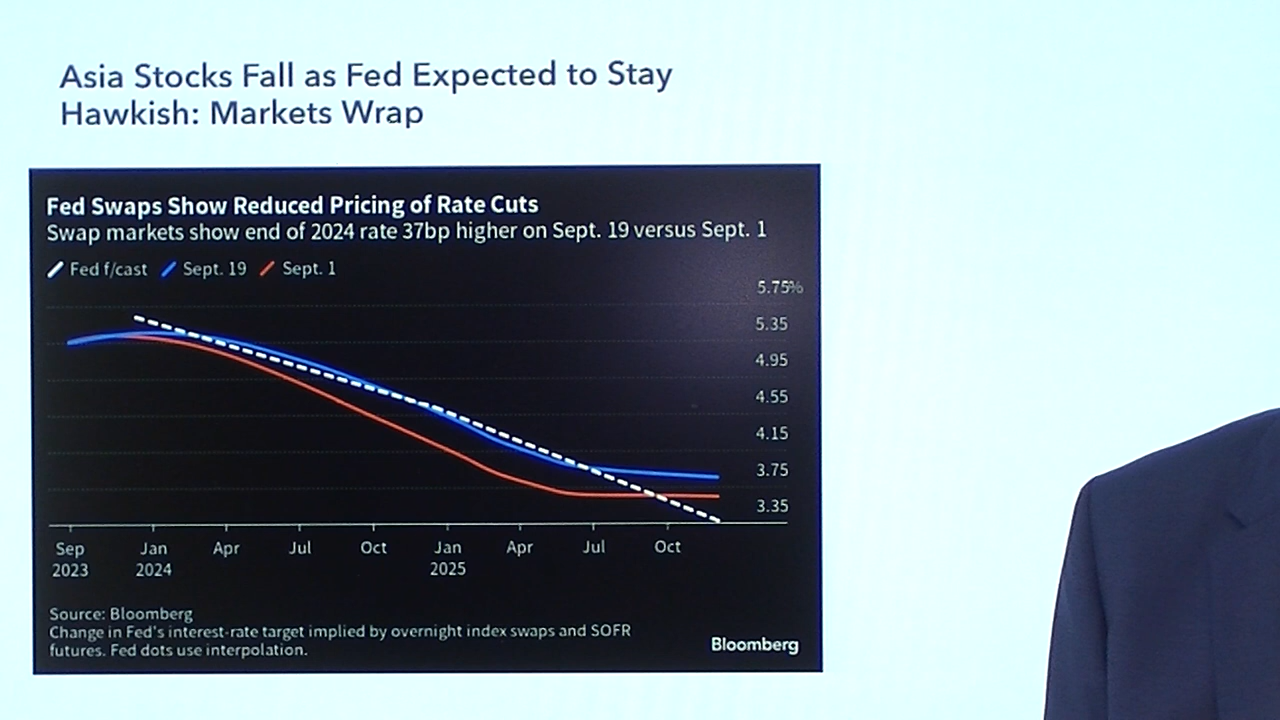 Asia Stocks Fall as Fed Expected to Stay
Hawkish: Markets Wrap
Fed Swaps Show Reduced Pricing of Rate Cuts
Swap markets show end of 2024 rate 37bp higher on Sept. 19 versus Sept. 1
Fed f/cast Sept. 19 Sept. 1
5.75%
5.35
4.95
4.55
4.15
3.75
3.35
Sep Jan Apr Jul Oct Jan Apr Jul Oct
2023 2024 2025
Source: Bloomberg
Change in Fed's interest-rate target implied by overnight index swaps and SOFR
futures. Fed dots use interpolation.
Bloomberg